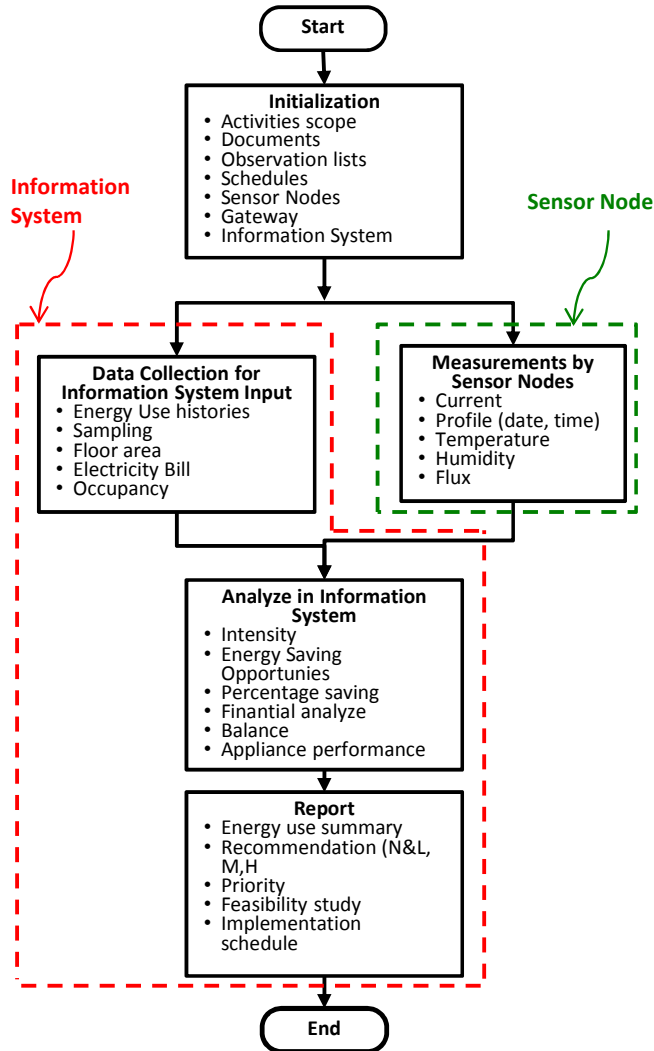 Start
Initialization
• Activities scope
• Documents
• Observation lists
• Schedules
• Sensor Nodes
• Gateway
• Information System
Information
System
Sensor Node
Data Collection for
Information System Input
• Energy Use histories
• Sampling
• Floor area
• Electricity Bill
• Occupancy
Measurements by
Sensor Nodes
• Current
• Profile (date, time)
• Temperature
• Humidity
• Flux
Analyze in Information
System
• Intensity
• Energy Saving
Opportunies
• Percentage saving
• Finantial analyze
• Balance
• Appliance performance
Report
• Energy use summary
• Recommendation (N&L,
M,H
• Priority
• Feasibility study
• Implementation
schedule
End